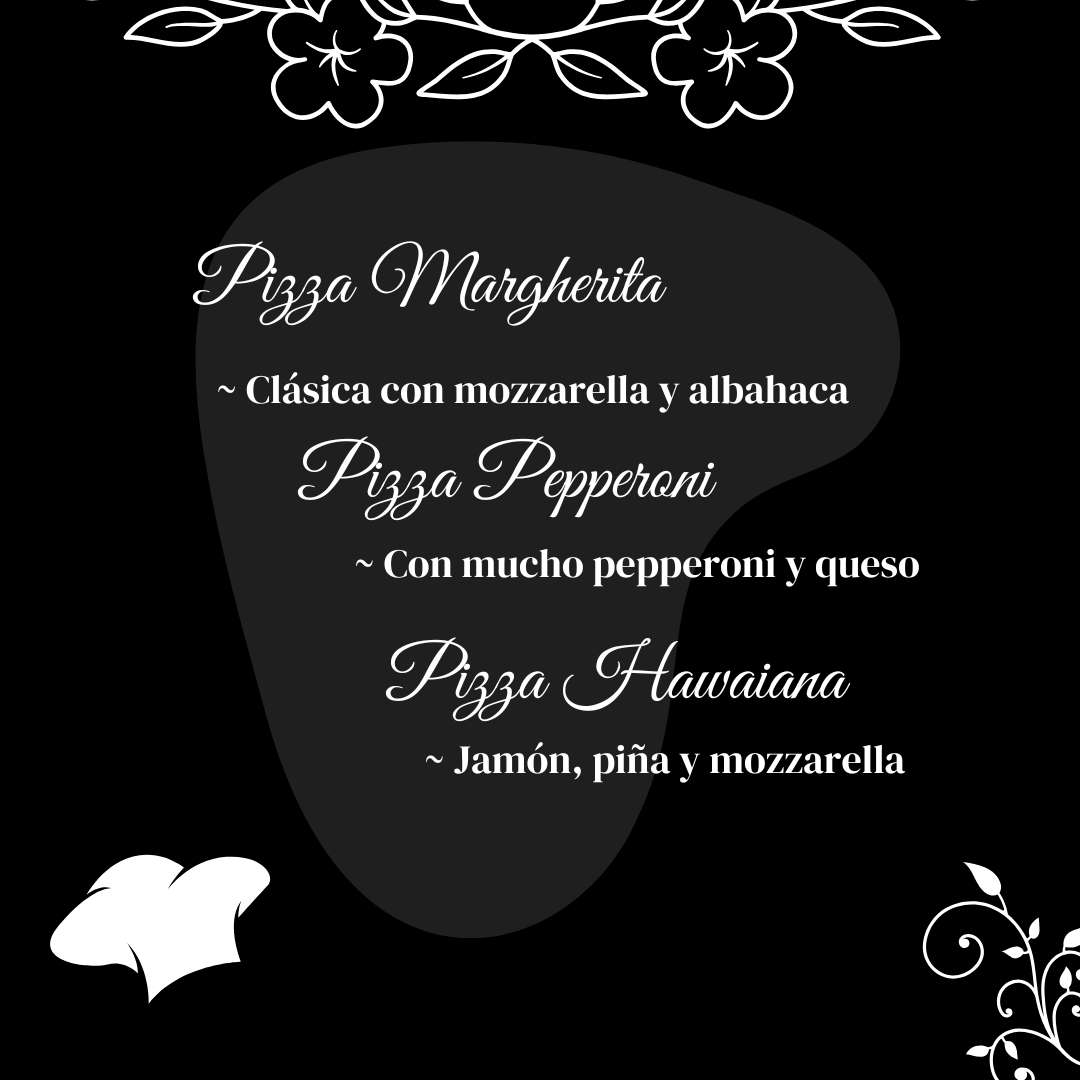 Pizza Margherita
~ Clásica con mozzarella y albahaca
Pizza Pepperoni
~ Con mucho pepperoni y queso
Pizza Hawaiana
~ Jamón, piña y mozzarella